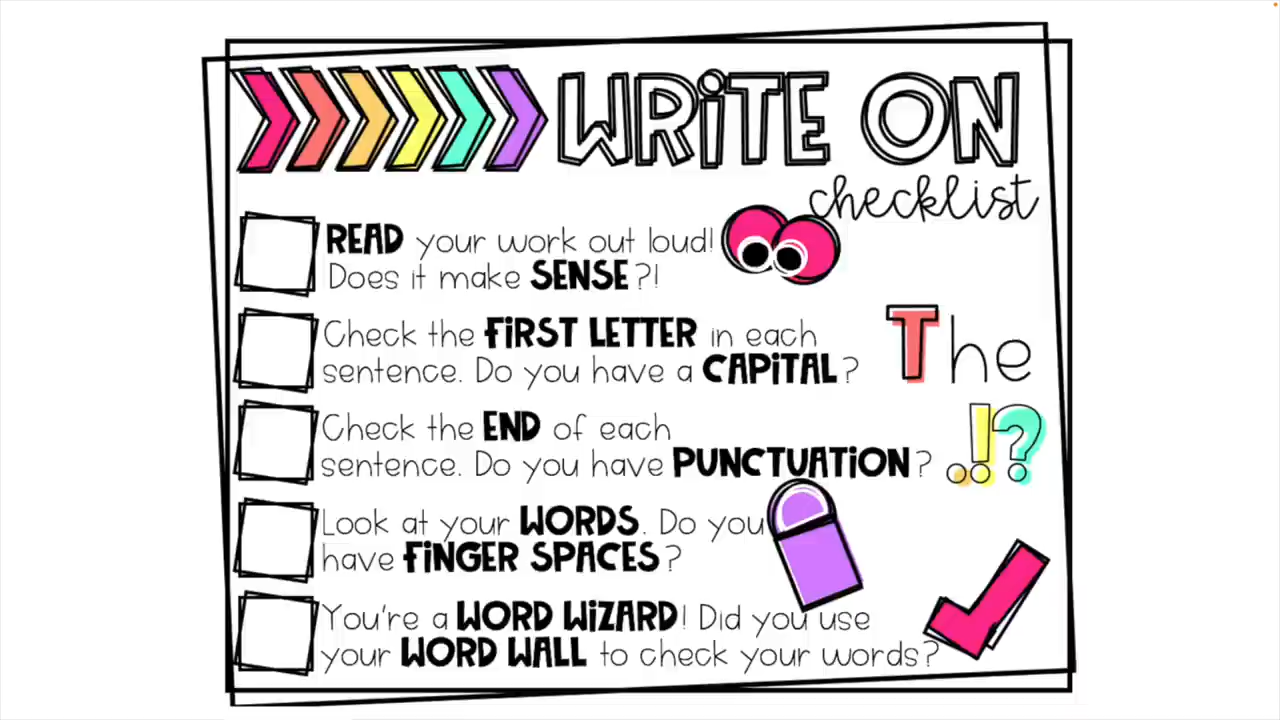 WRiTE ON
checklist
READ your work out loud!
Does it make SENSE?!
Check the FiRST LETTER in each
sentence. Do you have a CAPiTAL?
The
Check the END of each
sentence. Do you have PUNCTUATiON?
.!?
Look at your WORDS. Do you
have FiNGER SPACES?
You're a WORD WiZARD! Did you use
your WORD WALL to check your words?